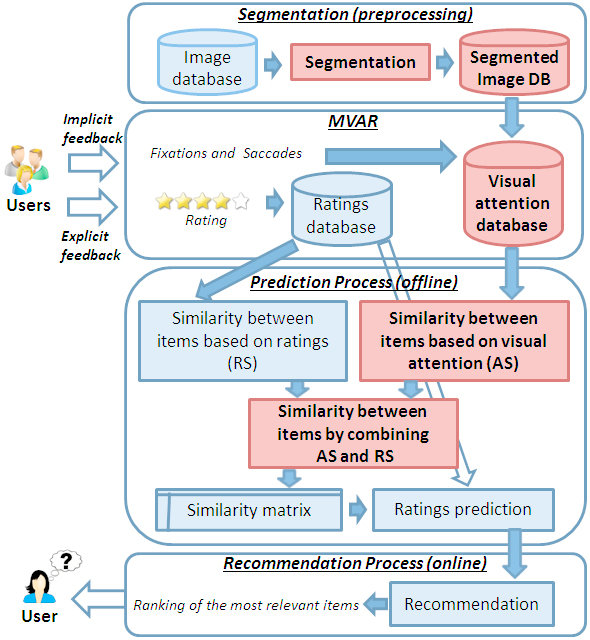 Segmentation (preprocessing)
Image
database
Segmentation
Segmented
Image DB
Implicit
feedback
MVAR
Fixations and Saccades
Users
Rating
Explicit
feedback
Ratings
database
Visual
attention
database
Prediction Process (offline)
Similarity between
items based on ratings
(RS)
Similarity between
items based on visual
attention (AS)
Similarity between
items by combining
AS and RS
Similarity matrix
Ratings prediction
Recommendation Process (online)
?
User
Ranking of the most relevant items
Recommendation